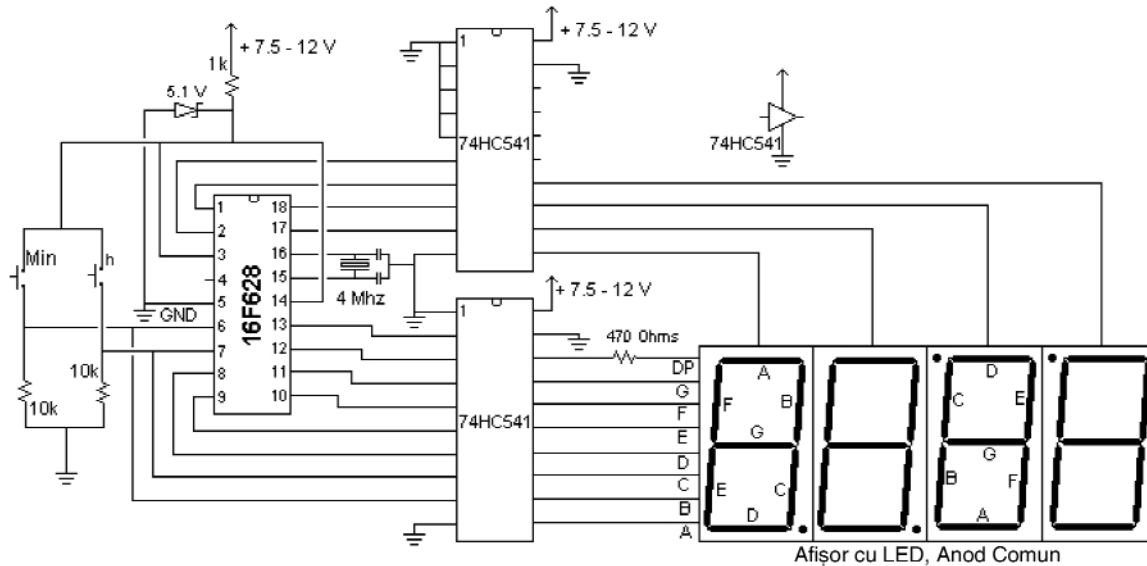 + 7.5 - 12 V
1k
5.1 V
+ 7.5 - 12 V
1
74HC541
74HC541
Min
h
10k
10k
GND
1
2
3
4
5
6
7
8
9
16F628
18
17
16
15
14
13
12
11
10
4 Mhz
+ 7.5 - 12 V
1
74HC541
470 Ohms
DP
G
F
E
D
C
B
A
A
F
B
G
E
C
D
D
C
E
G
B
F
A
Afișor cu LED, Anod Comun